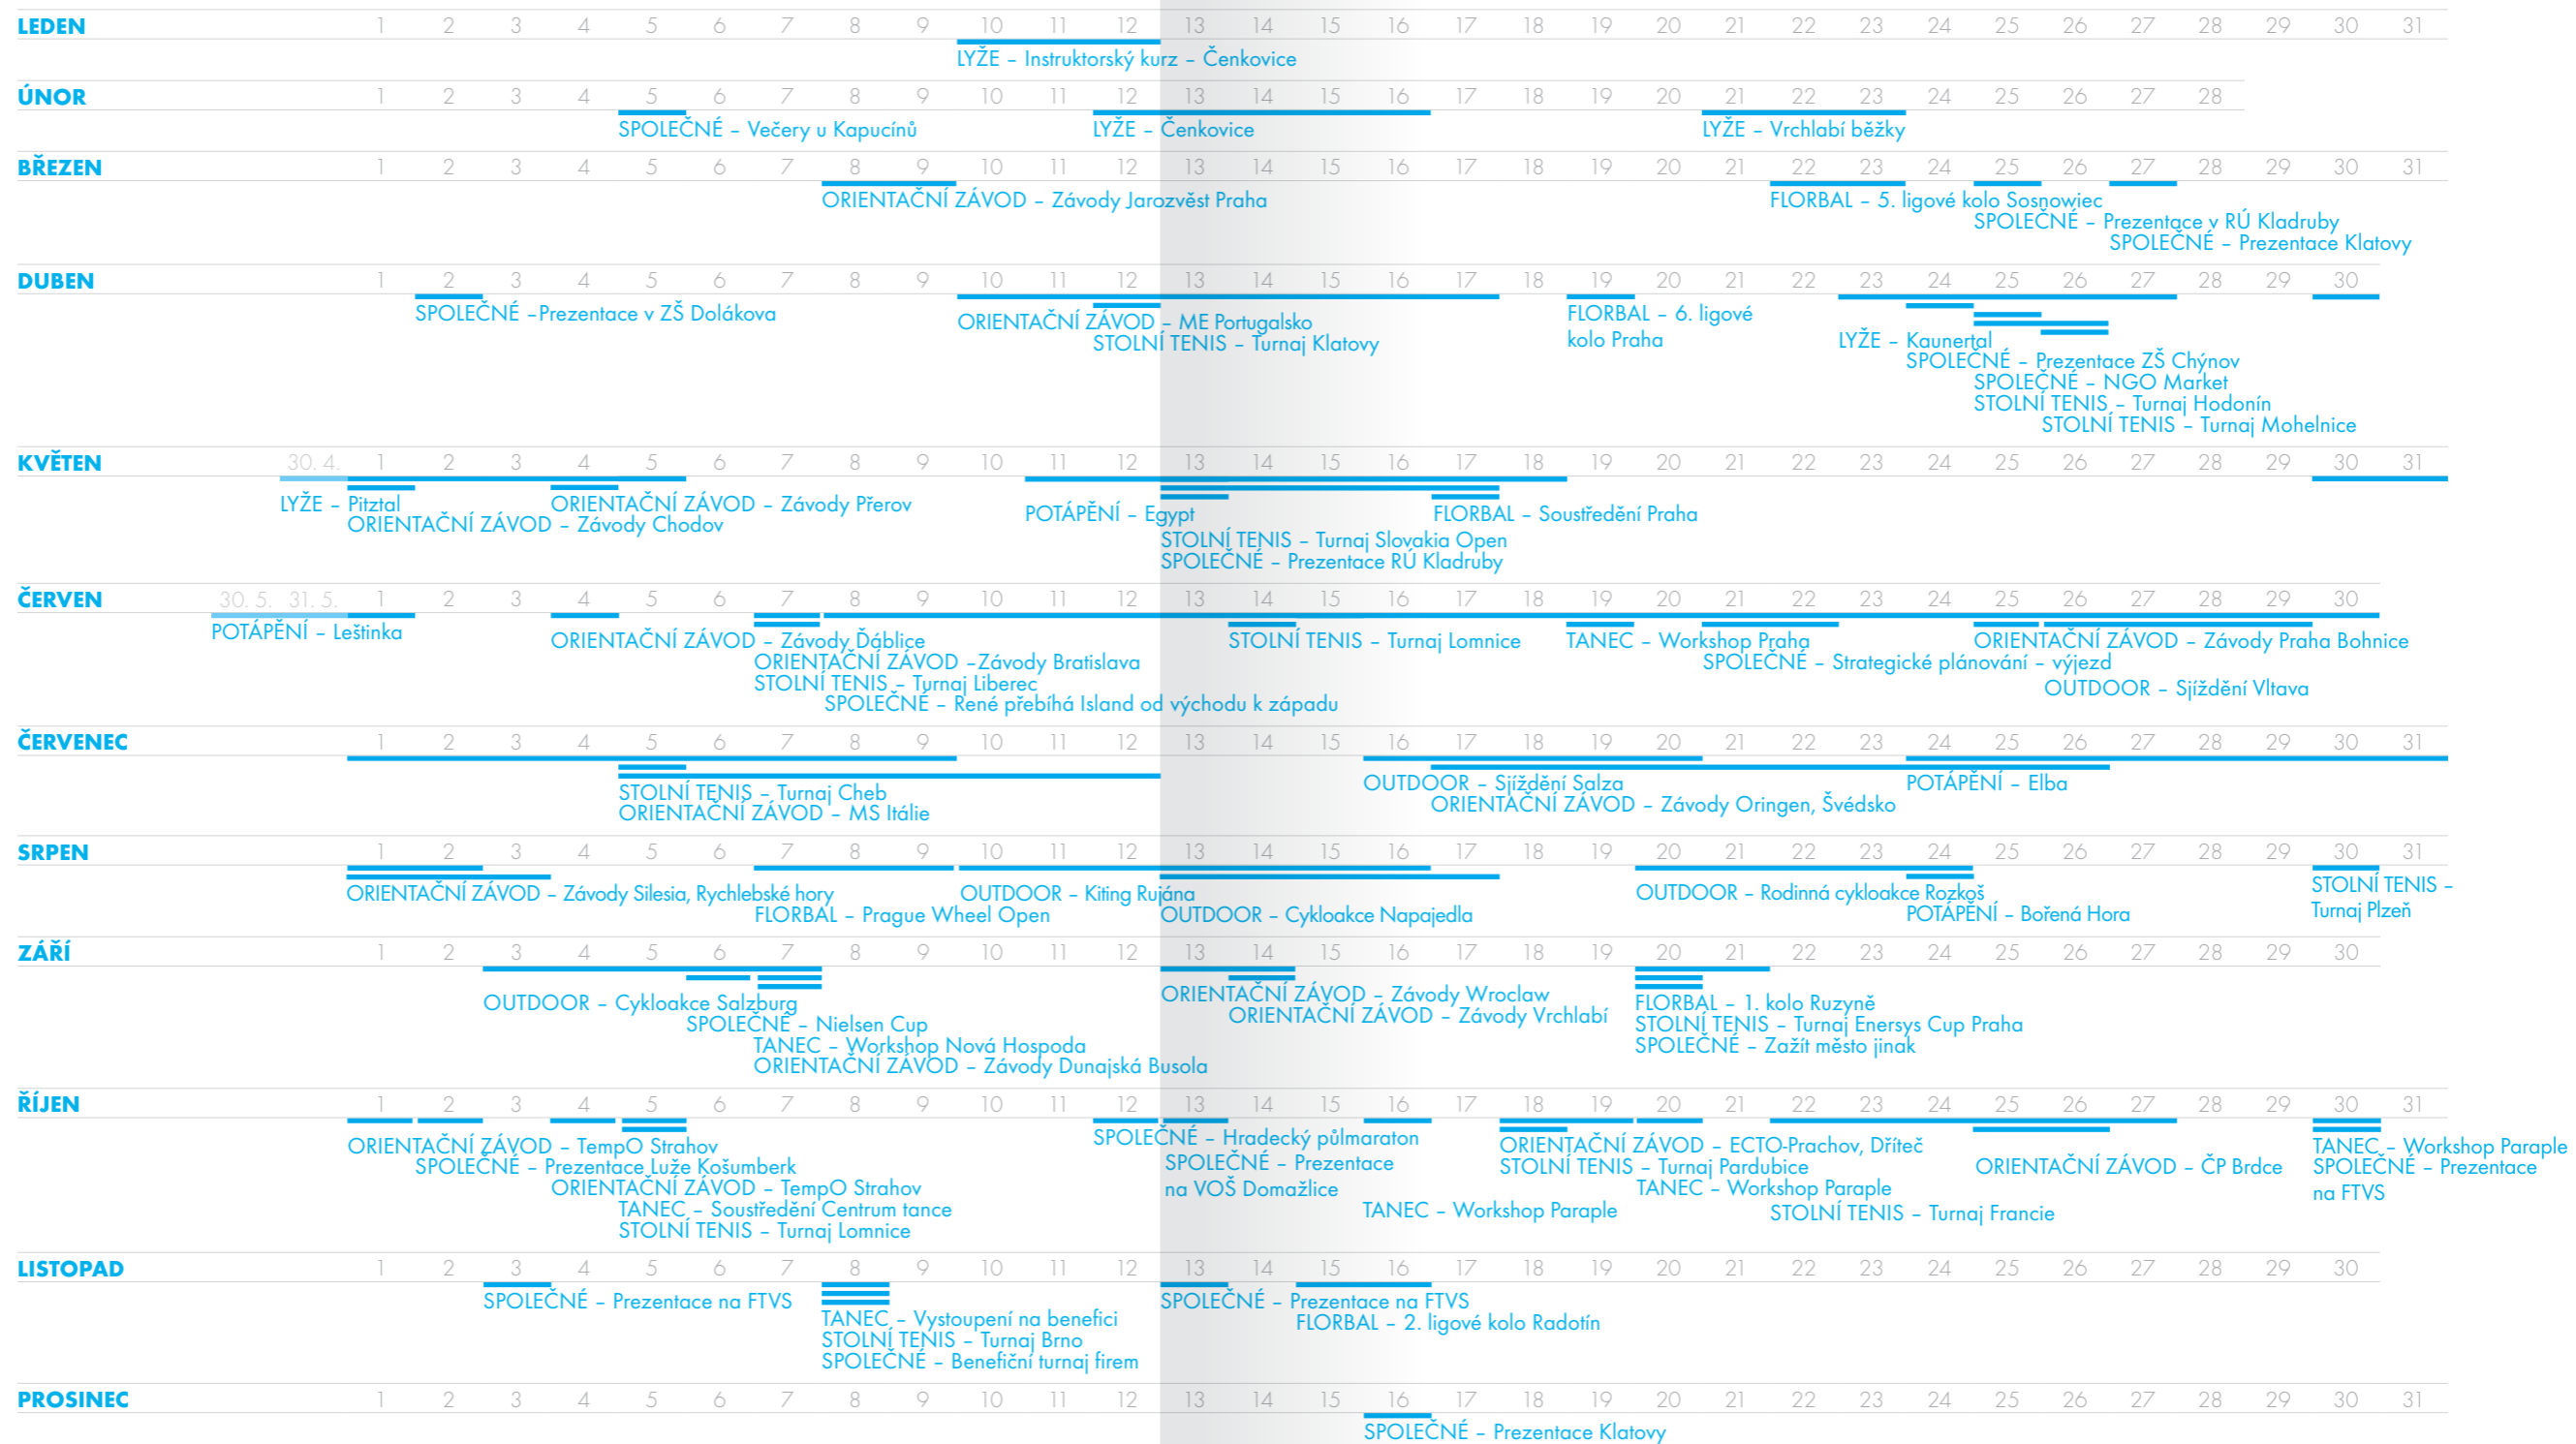 LEDEN 1 2 3 4 5 6 7 8 9 10 11 12 13 14 15 16 17 18 19 20 21 22 23 24 25 26 27 28 29 30 31
LYŽE – Instruktorský kurz – Čenkovice
ÚNOR 1 2 3 4 5 6 7 8 9 10 11 12 13 14 15 16 17 18 19 20 21 22 23 24 25 26 27 28
SPOLEČNÉ – Večery u Kapucínů LYŽE – Čenkovice LYŽE – Vrchlabí běžky
BŘEZEN 1 2 3 4 5 6 7 8 9 10 11 12 13 14 15 16 17 18 19 20 21 22 23 24 25 26 27 28 29 30 31
ORIENTAČNÍ ZÁVOD – Závody Jarozvěst Praha FLORBAL – 5. ligové kolo Sosnowiec
SPOLEČNÉ – Prezentace v RÚ Kladruby
SPOLEČNÉ – Prezentace Klatovy
DUBEN 1 2 3 4 5 6 7 8 9 10 11 12 13 14 15 16 17 18 19 20 21 22 23 24 25 26 27 28 29 30
SPOLEČNÉ –Prezentace v ZŠ Dolákova FLORBAL – 6. ligové
ORIENTAČNÍ ZÁVOD – ME Portugalsko
STOLNÍ TENIS – Turnaj Klatovy kolo Praha LYŽE – Kaunertal
SPOLEČNÉ – Prezentace ZŠ Chýnov
SPOLEČNÉ – NGO Market
STOLNÍ TENIS – Turnaj Hodonín
STOLNÍ TENIS – Turnaj Mohelnice
KVĚTEN 30. 4. 1 2 3 4 5 6 7 8 9 10 11 12 13 14 15 16 17 18 19 20 21 22 23 24 25 26 27 28 29 30 31
LYŽE – Pitztal ORIENTAČNÍ ZÁVOD – Závody Přerov POTÁPĚNÍ – Egypt FLORBAL – Soustředění Praha
ORIENTAČNÍ ZÁVOD – Závody Chodov
STOLNÍ TENIS – Turnaj Slovakia Open
SPOLEČNÉ – Prezentace RÚ Kladruby
ČERVEN 30. 5. 31. 5. 1 2 3 4 5 6 7 8 9 10 11 12 13 14 15 16 17 18 19 20 21 22 23 24 25 26 27 28 29 30
POTÁPĚNÍ – Leštinka ORIENTAČNÍ ZÁVOD – Závody Ďáblice STOLNÍ TENIS – Turnaj Lomnice TANEC – Workshop Praha ORIENTAČNÍ ZÁVOD – Závody Praha Bohnice
ORIENTAČNÍ ZÁVOD –Závody Bratislava SPOLEČNÉ – Strategické plánování – výjezd
STOLNÍ TENIS – Turnaj Liberec OUTDOOR – Sjíždění Vltava
SPOLEČNÉ – René přebíhá Island od východu k západu
ČERVENEC 1 2 3 4 5 6 7 8 9 10 11 12 13 14 15 16 17 18 19 20 21 22 23 24 25 26 27 28 29 30 31
STOLNÍ TENIS – Turnaj Cheb OUTDOOR – Sjíždění Salza POTÁPĚNÍ – Elba
ORIENTAČNÍ ZÁVOD – MS Itálie ORIENTAČNÍ ZÁVOD – Závody Oringen, Švédsko
SRPEN 1 2 3 4 5 6 7 8 9 10 11 12 13 14 15 16 17 18 19 20 21 22 23 24 25 26 27 28 29 30 31
ORIENTAČNÍ ZÁVOD – Závody Silesia, Rychlebské hory OUTDOOR – Kiting Rujána OUTDOOR – Rodinná cykloakce Rozkoš STOLNÍ TENIS –
FLORBAL – Prague Wheel Open OUTDOOR – Cykloakce Napajedla POTÁPĚNÍ – Bořená Hora Turnaj Plzeň
ZÁŘÍ 1 2 3 4 5 6 7 8 9 10 11 12 13 14 15 16 17 18 19 20 21 22 23 24 25 26 27 28 29 30
OUTDOOR – Cykloakce Salzburg ORIENTAČNÍ ZÁVOD – Závody Wroclaw FLORBAL – 1. kolo Ruzyně
SPOLEČNÉ – Nielsen Cup ORIENTAČNÍ ZÁVOD – Závody Vrchlabí STOLNÍ TENIS – Turnaj Enersys Cup Praha
TANEC – Workshop Nová Hospoda SPOLEČNÉ – Zažít město jinak
ORIENTAČNÍ ZÁVOD – Závody Dunajská Busola
ŘÍJEN 1 2 3 4 5 6 7 8 9 10 11 12 13 14 15 16 17 18 19 20 21 22 23 24 25 26 27 28 29 30 31
ORIENTAČNÍ ZÁVOD – TempO Strahov SPOLEČNÉ – Hradecký půlmaraton ORIENTAČNÍ ZÁVOD – ECTO-Prachov, Dříteč TANEC – Workshop Paraple
SPOLEČNÉ – Prezentace Luže Košumberk SPOLEČNÉ – Prezentace STOLNÍ TENIS – Turnaj Pardubice ORIENTAČNÍ ZÁVOD – ČP Brdce SPOLEČNÉ – Prezentace
ORIENTAČNÍ ZÁVOD – TempO Strahov na VOŠ Domažlice TANEC – Workshop Paraple na FTVS
TANEC – Soustředění Centrum tance TANEC – Workshop Paraple STOLNÍ TENIS – Turnaj Francie
STOLNÍ TENIS – Turnaj Lomnice
LISTOPAD 1 2 3 4 5 6 7 8 9 10 11 12 13 14 15 16 17 18 19 20 21 22 23 24 25 26 27 28 29 30
SPOLEČNÉ – Prezentace na FTVS SPOLEČNÉ – Prezentace na FTVS
TANEC – Vystoupení na benefici FLORBAL – 2. ligové kolo Radotín
STOLNÍ TENIS – Turnaj Brno
SPOLEČNÉ – Benefiční turnaj firem
PROSINEC 1 2 3 4 5 6 7 8 9 10 11 12 13 14 15 16 17 18 19 20 21 22 23 24 25 26 27 28 29 30 31
SPOLEČNÉ – Prezentace Klatovy